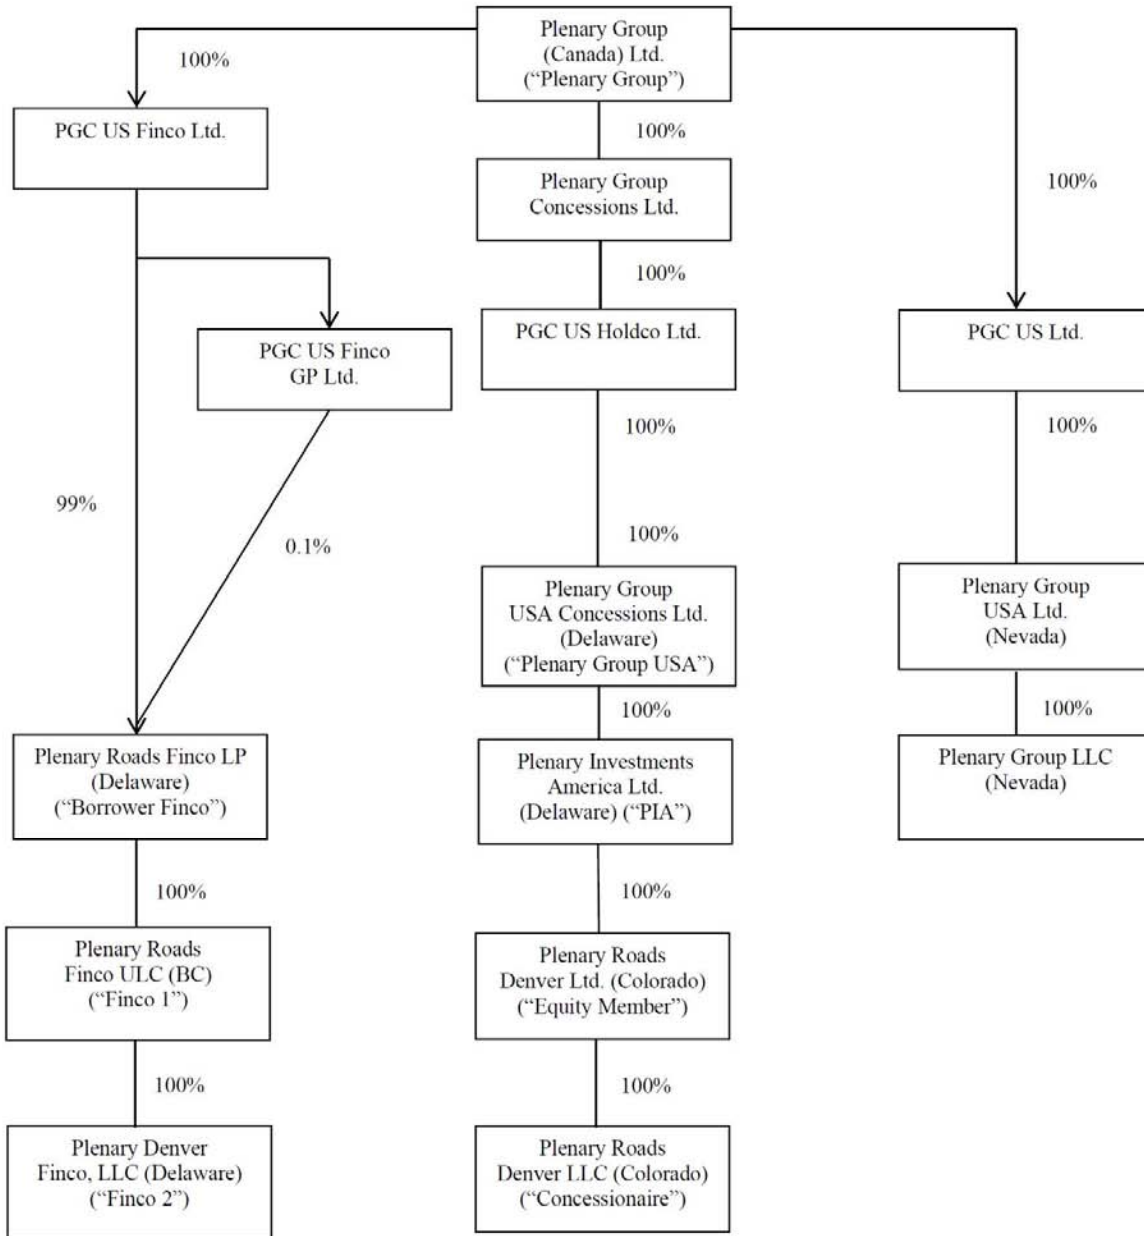 Plenary Group
(Canada) Ltd.
(“Plenary Group”)
100%
PGC US Finco Ltd.
100%
Plenary Group
Concessions Ltd.
100%
100%
PGC US Finco
GP Ltd.
PGC US Holdco Ltd.
PGC US Ltd.
100%
100%
99%
0.1%
100%
Plenary Group
USA Concessions Ltd.
(Delaware)
(“Plenary Group USA”)
Plenary Group
USA Ltd.
(Nevada)
100%
100%
Plenary Roads Finco LP
(Delaware)
(“Borrower Finco”)
Plenary Investments
America Ltd.
(Delaware) (“PIA”)
Plenary Group LLC
(Nevada)
100%
100%
Plenary Roads
Finco ULC (BC)
(“Finco 1”)
Plenary Roads
Denver Ltd. (Colorado)
(“Equity Member”)
100%
100%
Plenary Denver
Finco, LLC (Delaware)
(“Finco 2”)
Plenary Roads
Denver LLC (Colorado)
(“Concessionaire”)